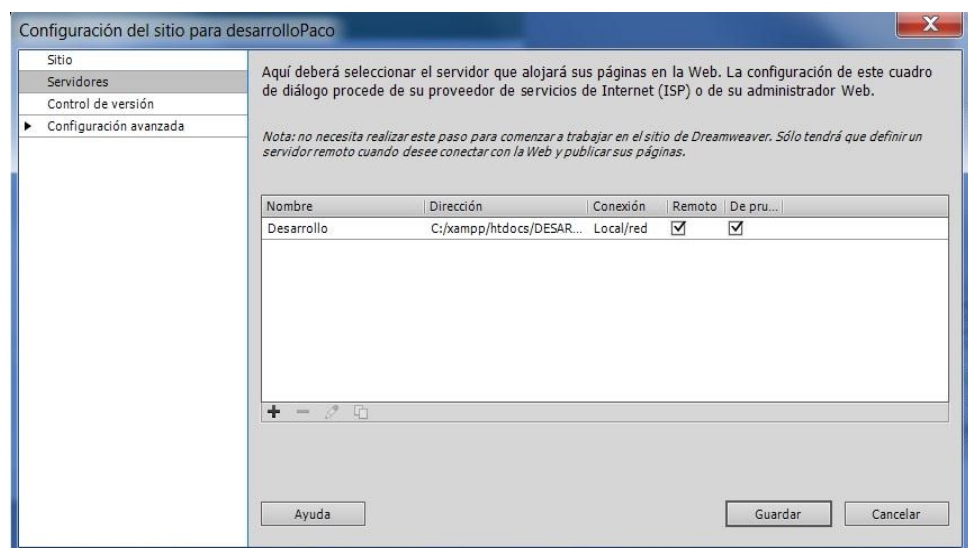 Configuración del sitio para desarrolloPaco
Sitio
Servidores
Control de versión
Configuración avanzada
Aquí deberá seleccionar el servidor que alojará sus páginas en la Web. La configuración de este cuadro
de diálogo procede de su proveedor de servicios de Internet (ISP) o de su administrador Web.
Nota: no necesita realizar este paso para comenzar a trabajar en el sitio de Dreamweaver. Sólo tendrá que definir un
servidor remoto cuando desee conectar con la Web y publicar sus páginas.
Nombre Dirección Conexión Remoto De pru...
Desarrollo C:/xampp/htdocs/DESAR... Local/red
Ayuda Guardar Cancelar